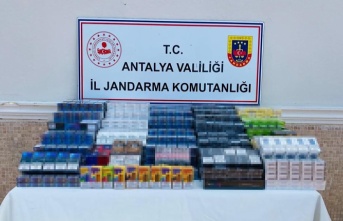 T.C.
ANTALYA VALİLİĞİ
İL JANDARMA KOMUTANLIĞI